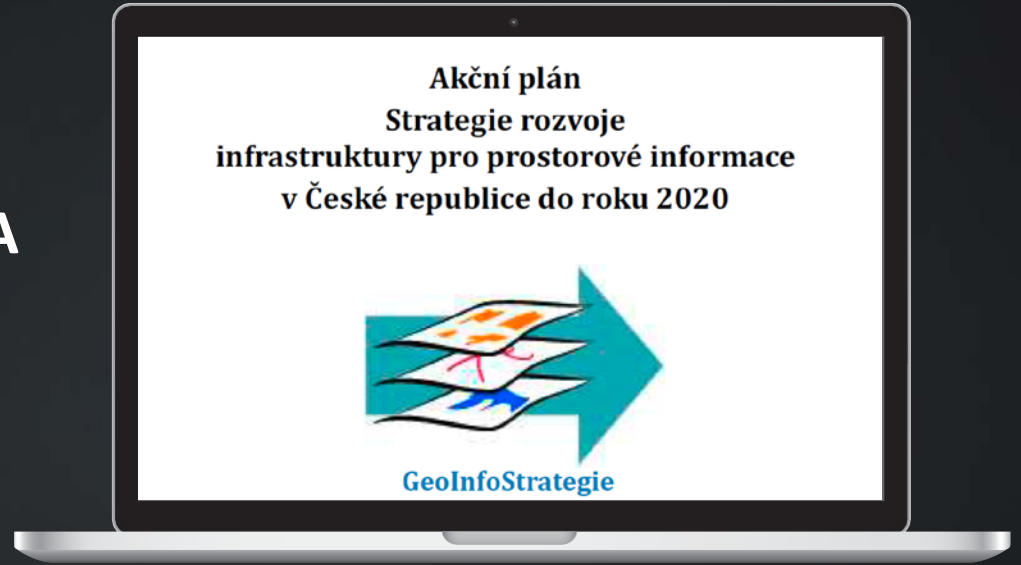 Akční plán
Strategie rozvoje
infrastruktury pro prostorové informace
v České republice do roku 2020
A
GeoInfoStrategie